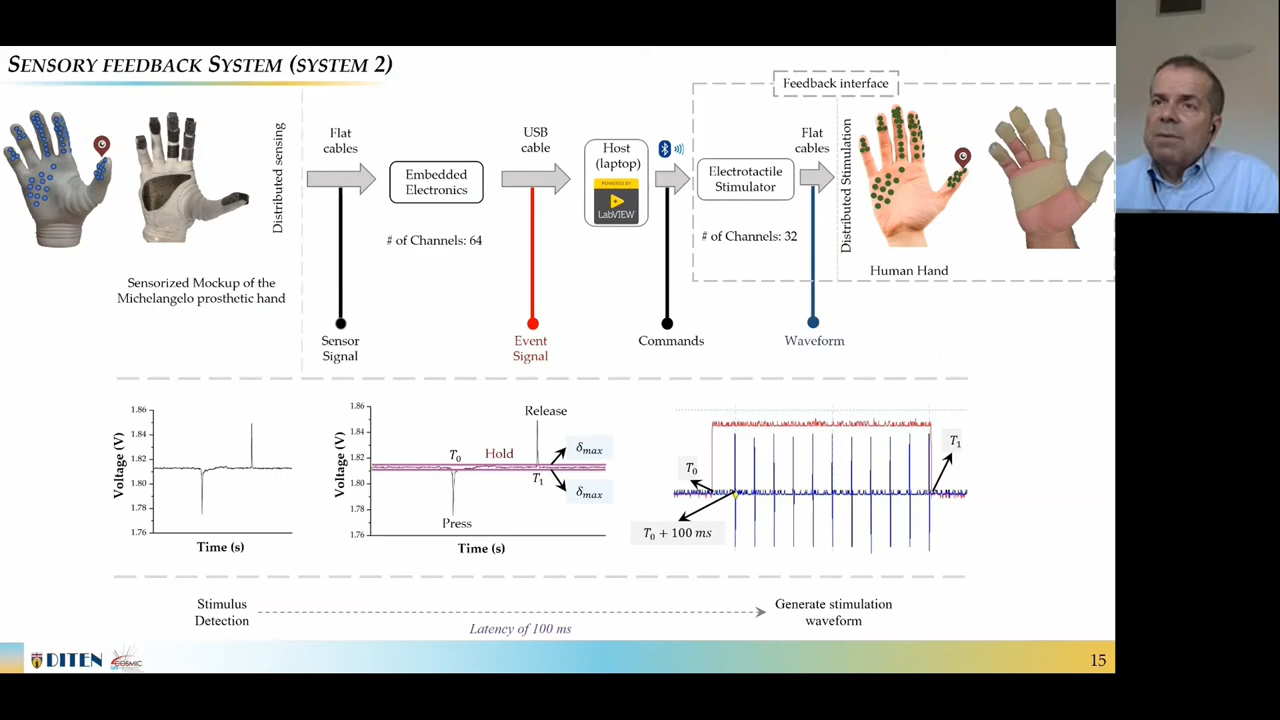 SENSORY FEEDBACK SYSTEM (SYSTEM 2)
Distributed sensing
Sensorized Mockup of the
Michelangelo prosthetic hand
Flat
cables
Embedded
Electronics
# of Channels: 64
USB
cable
Host
(laptop)
POWERED BY
LabVIEW
Feedback interface
Electrotactile
Stimulator
# of Channels: 32
Flat
cables
Distributed Stimulation
Human Hand
Sensor
Signal
Event
Signal
Commands
Waveform
Voltage (V)
1.86
1.84
1.82
1.80
1.78
1.76
Time (s)
Voltage (V)
1.86
1.84
1.82
1.80
1.78
1.76
Release
T₀
Hold
δmax
T₁
δmax
Press
Time (s)
T₀
T₁
T₀ + 100 ms
Stimulus
Detection
Latency of 100 ms
Generate stimulation
waveform
DITEN
COSMIC
15